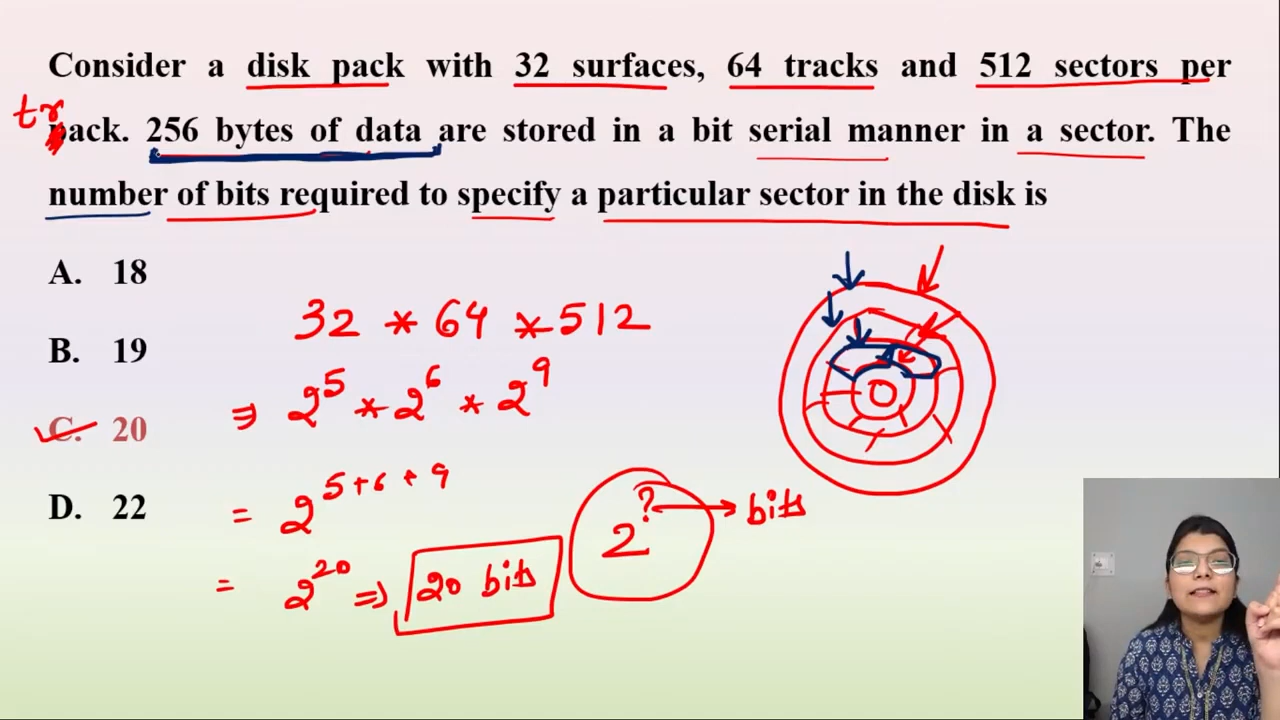 Consider a disk pack with 32 surfaces, 64 tracks and 512 sectors per
tr
pack. 256 bytes of data are stored in a bit serial manner in a sector. The
number of bits required to specify a particular sector in the disk is
A. 18
B. 19
C. 20
D. 22
32 * 64 * 512
⇒ 2^5 * 2^6 * 2^9
= 2^5+6+9
= 2^20 ⇒ 20 bits
2^? → bits